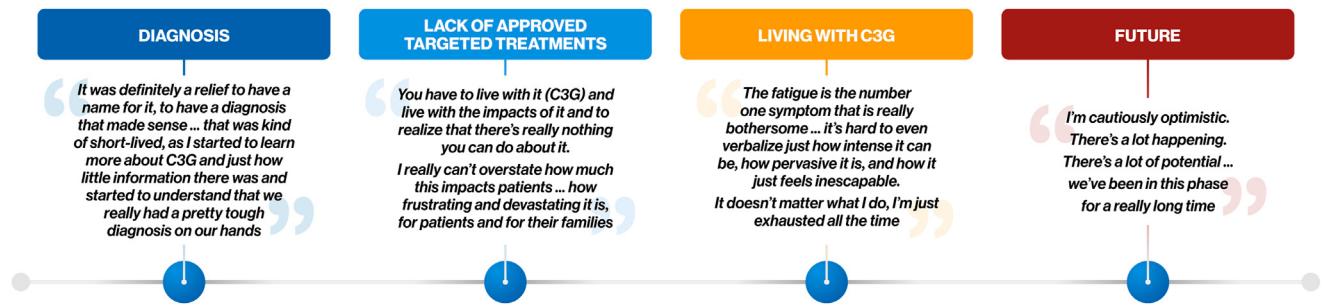 DIAGNOSIS
It was definitely a relief to have a
name for it, to have a diagnosis
that made sense ... that was kind
of short-lived, as I started to learn
more about C3G and just how
little information there was and
started to understand that we
really had a pretty tough
diagnosis on our hands
LACK OF APPROVED
TARGETED TREATMENTS
You have to live with it (C3G) and
live with the impacts of it and to
realize that there's really nothing
you can do about it.
I really can't overstate how much
this impacts patients ... how
frustrating and devastating it is,
for patients and for their families
LIVING WITH C3G
The fatigue is the number
one symptom that is really
bothersome ... it's hard to even
verbalize just how intense it can
be, how pervasive it is, and how it
just feels inescapable.
It doesn't matter what I do, I'm just
exhausted all the time
FUTURE
I'm cautiously optimistic.
There's a lot happening.
There's a lot of potential ...
we've been in this phase
for a really long time